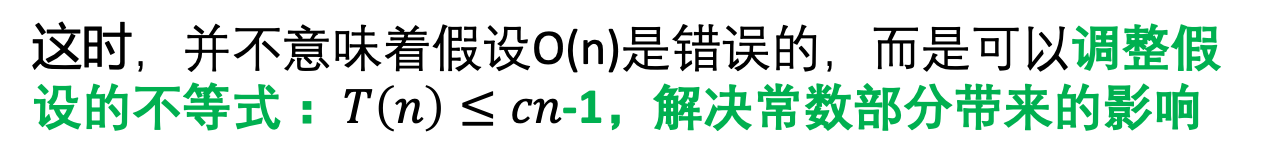 这时，并不意味着假设O(n)是错误的，而是可以调整假
设的不等式：T(n) ≤ cn-1，解决常数部分带来的影响